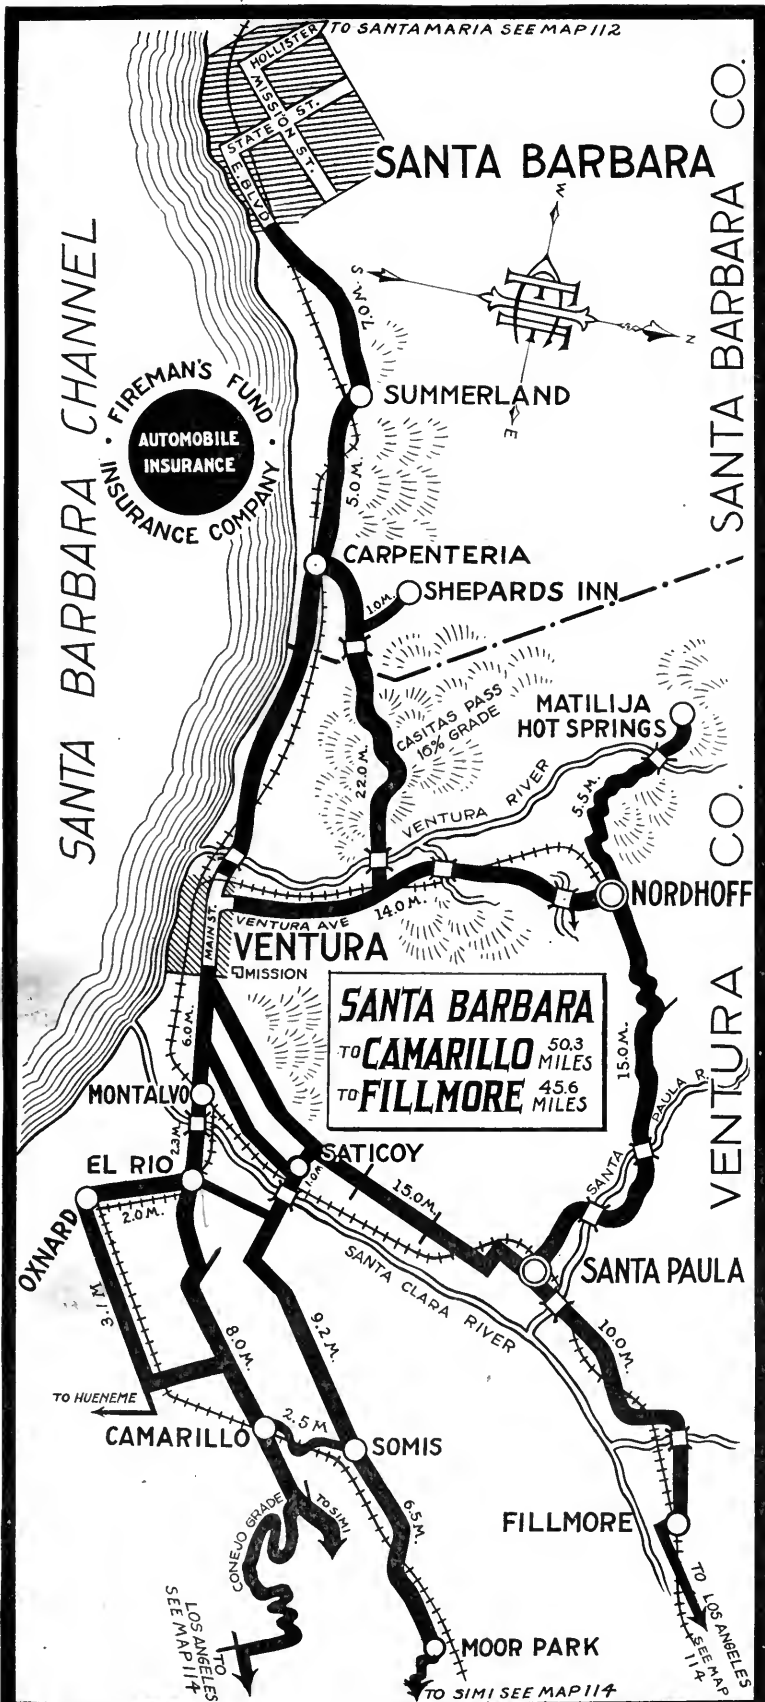 TO SANTA MARIA SEE MAP 112
HOLLISTER
MISSION ST.
STATE ST.
E. BLVD
SANTA BARBARA
SANTA BARBARA CO.
W
S
N
E
7.0 M.
SANTA BARBARA CHANNEL
FIREMAN'S FUND
INSURANCE COMPANY
AUTOMOBILE
INSURANCE
SUMMERLAND
5.0 M.
CARPENTERIA
1.0 M.
SHEPARDS INN
CASITAS PASS
16% GRADE
22.0 M.
MATILIJA
HOT SPRINGS
5.5 M.
VENTURA RIVER
VENTURA CO.
NORDHOFF
14.0 M.
VENTURA AVE
MAIN ST.
VENTURA
MISSION
SANTA BARBARA
TO CAMARILLO 50.3 MILES
TO FILLMORE 45.6 MILES
6.0 M.
15.0 M.
MONTALVO
2.3 M.
SANTA PAULA R.
EL RIO
SATICOY
1.0 M.
15.0 M.
OXNARD
2.0 M.
SANTA CLARA RIVER
SANTA PAULA
3.1 M
8.0 M.
9.2 M.
10.0 M.
TO HUENEME
CAMARILLO
2.5 M
SOMIS
TO SIMI
CONEJO GRADE
6.5 M.
FILLMORE
TO
LOS ANGELES
SEE MAP
114
TO LOS ANGELES
SEE MAP
114
MOOR PARK
TO SIMI SEE MAP 114